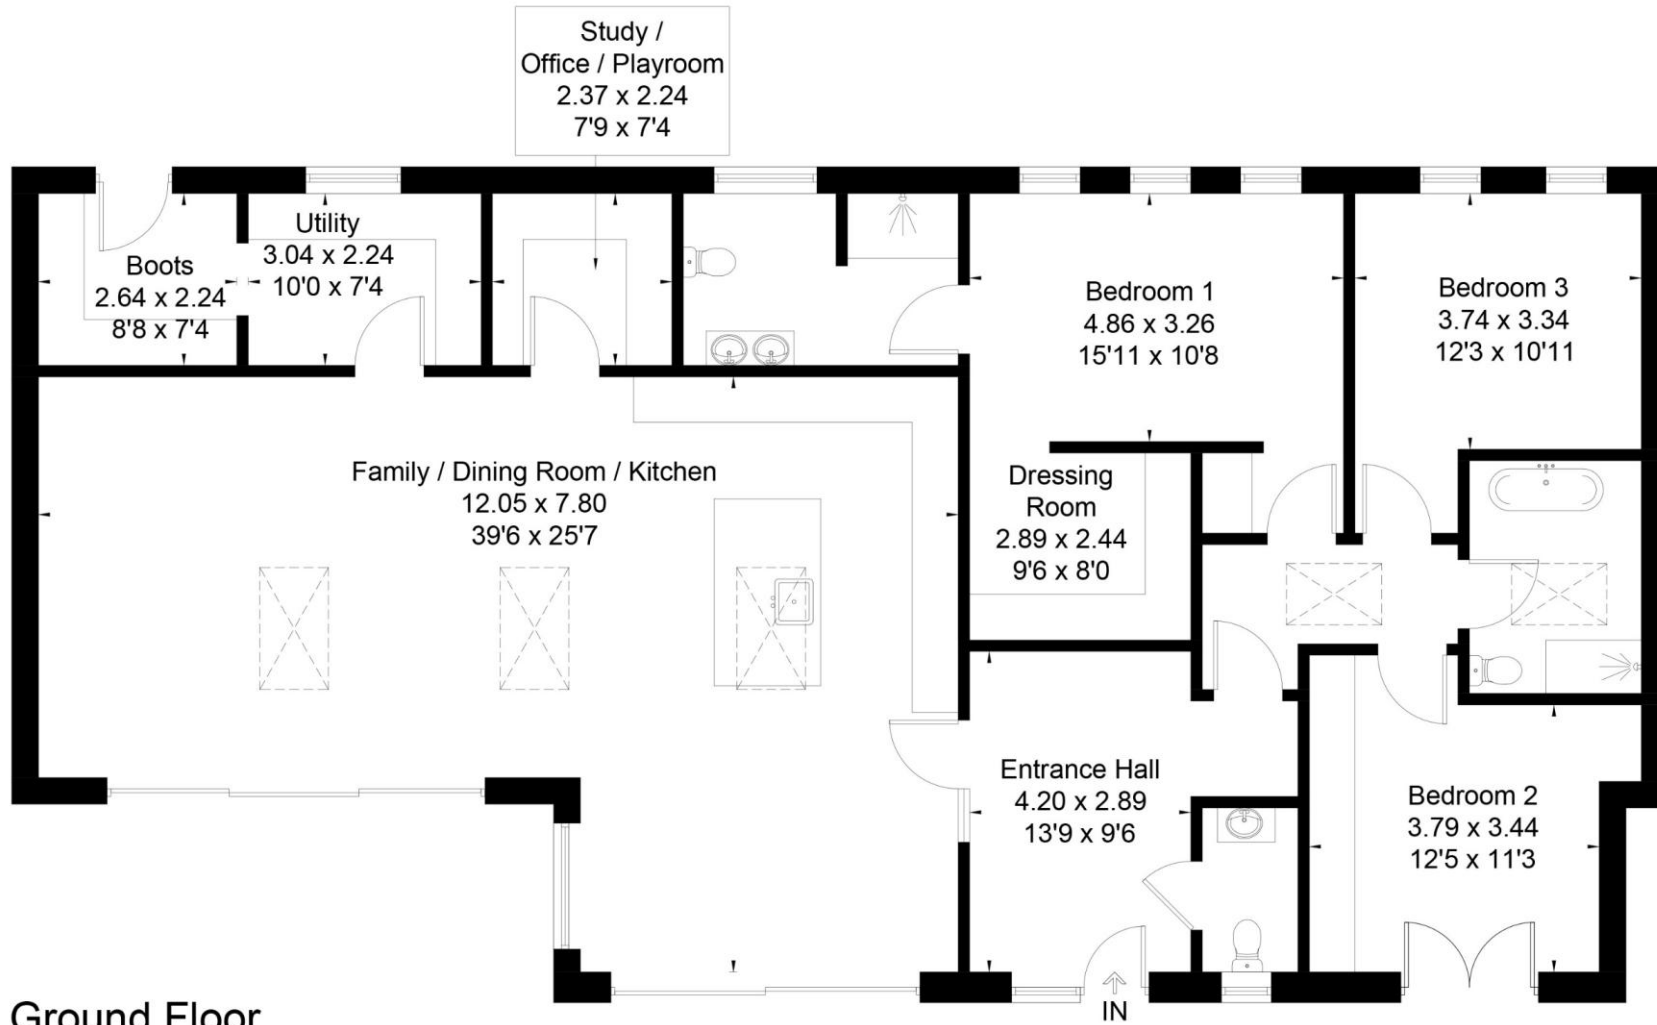 Study /
Office / Playroom
2.37 x 2.24
7'9 x 7'4
Utility
3.04 x 2.24
10'0 x 7'4
Boots
2.64 x 2.24
8'8 x 7'4
Bedroom 1
4.86 x 3.26
15'11 x 10'8
Bedroom 3
3.74 x 3.34
12'3 x 10'11
Family / Dining Room / Kitchen
12.05 x 7.80
39'6 x 25'7
Dressing
Room
2.89 x 2.44
9'6 x 8'0
Entrance Hall
4.20 x 2.89
13'9 x 9'6
Bedroom 2
3.79 x 3.44
12'5 x 11'3
IN
Ground Floor